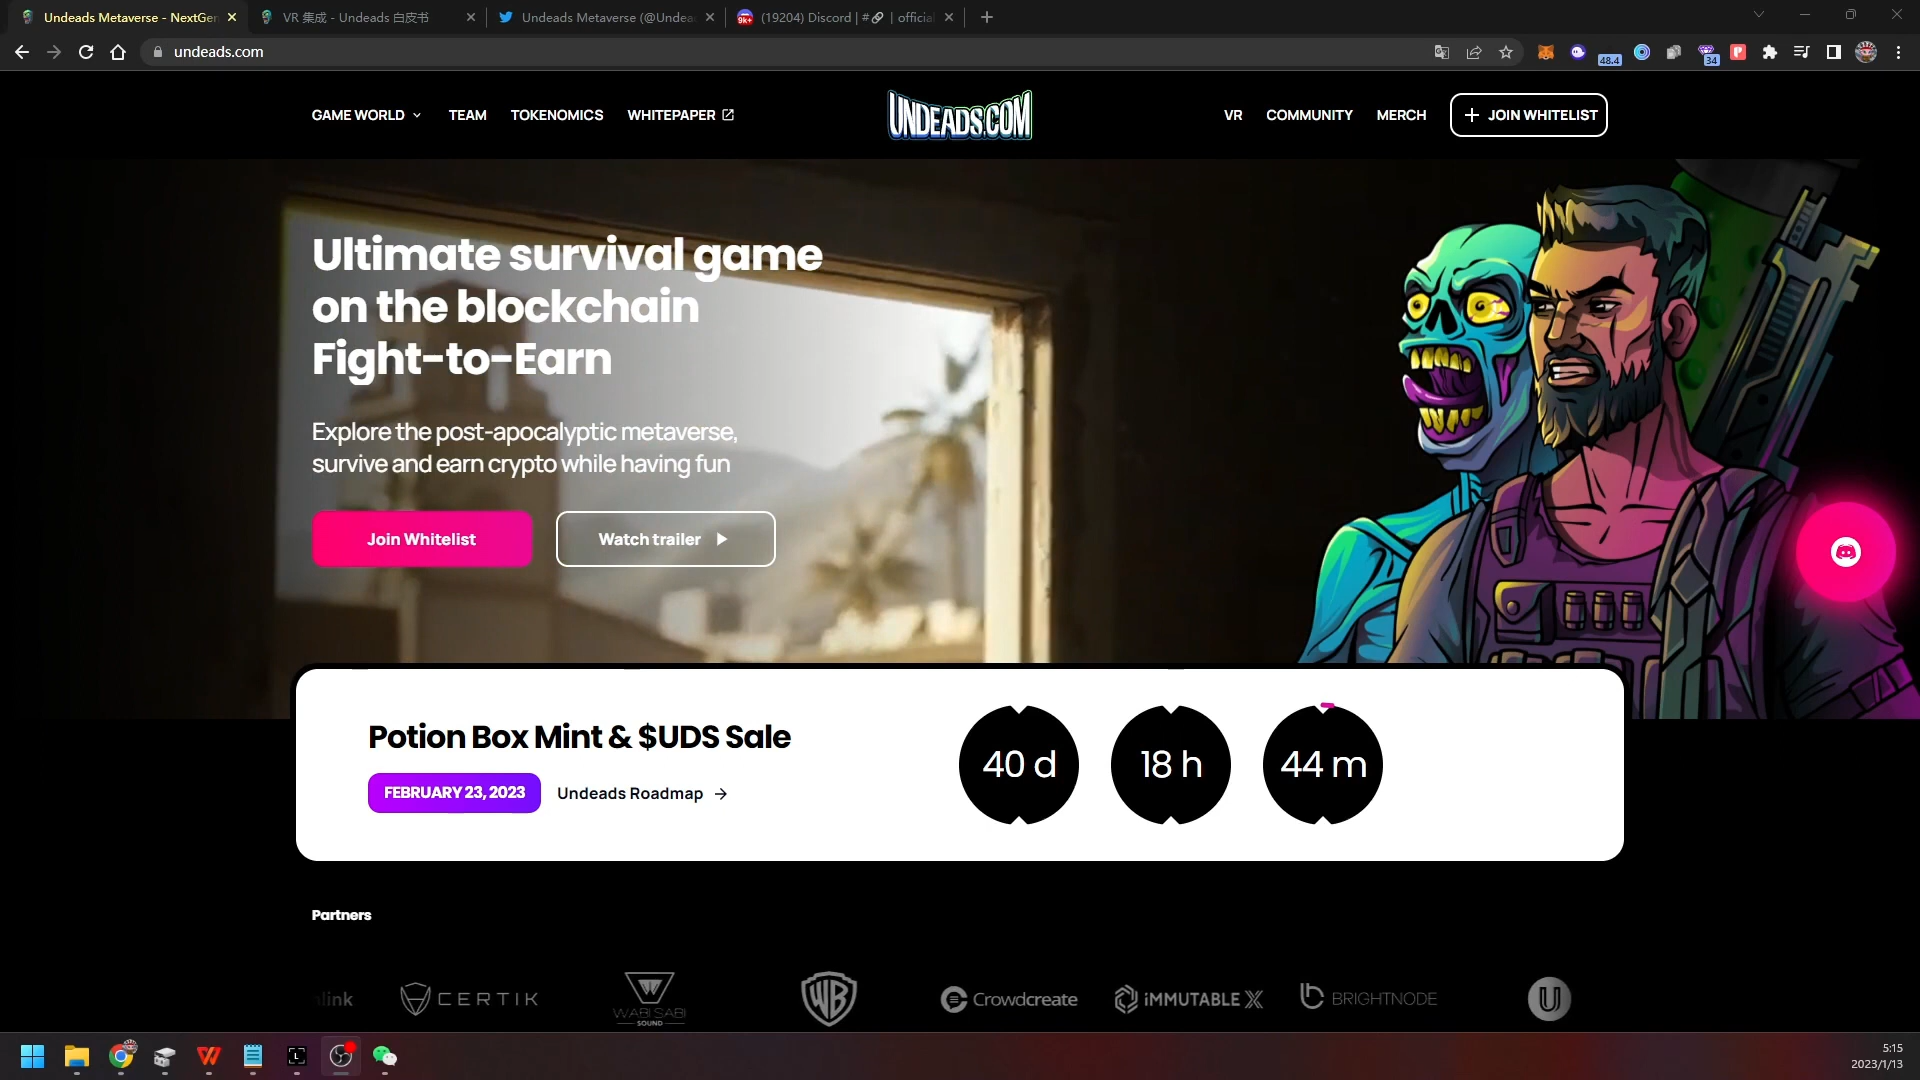 Undeads Metaverse - NextGen
VR 集成 - Undeads 白皮书
Undeads Metaverse (@Undea
(19204) Discord | #🔗 | official
undeads.com
48.4
34
GAME WORLD
TEAM
TOKENOMICS
WHITEPAPER
UNDEADS.COM
VR
COMMUNITY
MERCH
JOIN WHITELIST
Ultimate survival game
on the blockchain
Fight-to-Earn
Explore the post-apocalyptic metaverse,
survive and earn crypto while having fun
Join Whitelist
Watch trailer
Potion Box Mint & $UDS Sale
FEBRUARY 23, 2023
Undeads Roadmap →
40 d
18 h
44 m
Partners
link
CERTIK
WABI SABI
SOUND
WB
Crowdcreate
IMMUTABLE X
BRIGHTNODE
U
5:15
2023/1/13